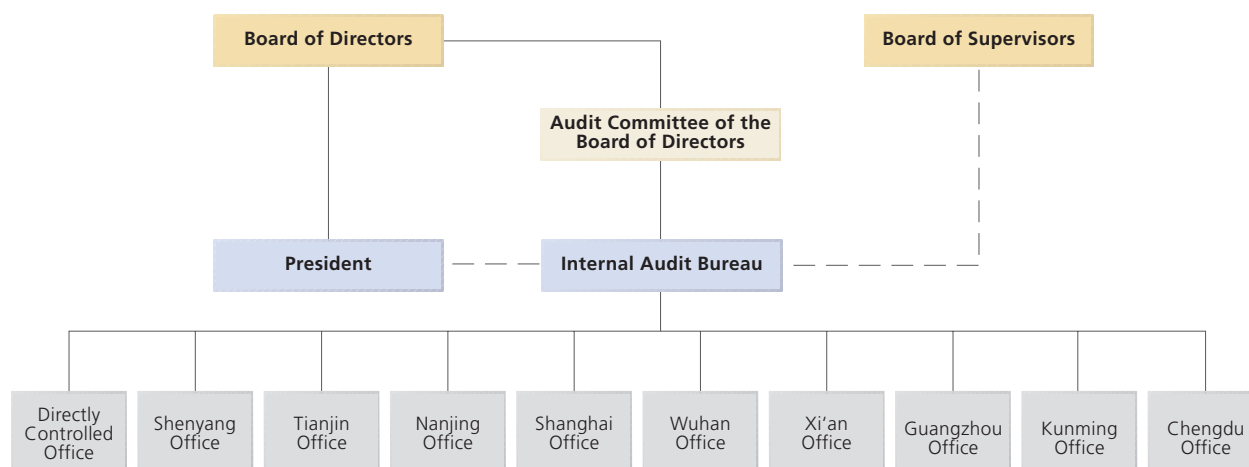 Board of Directors
Board of Supervisors
Audit Committee of the
Board of Directors
President
Internal Audit Bureau
Directly
Controlled
Office
Shenyang
Office
Tianjin
Office
Nanjing
Office
Shanghai
Office
Wuhan
Office
Xi’an
Office
Guangzhou
Office
Kunming
Office
Chengdu
Office